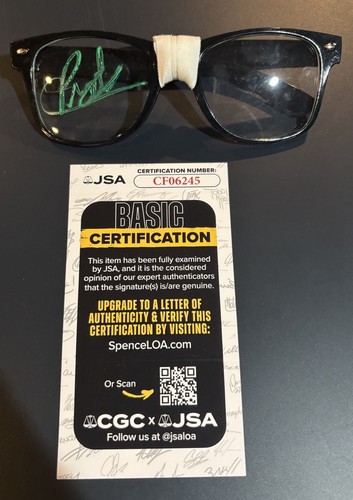 JSA
CERTIFICATION NUMBER:
CF06245
BASIC
CERTIFICATION
This item has been fully examined
by JSA, and it is the considered
opinion of our expert authenticators
that the signature(s) is/are genuine.
UPGRADE TO A LETTER OF
AUTHENTICITY & VERIFY THIS
CERTIFICATION BY VISITING:
SpenceLOA.com
Or Scan
CGC x JSA
Follow us at @jsaloa